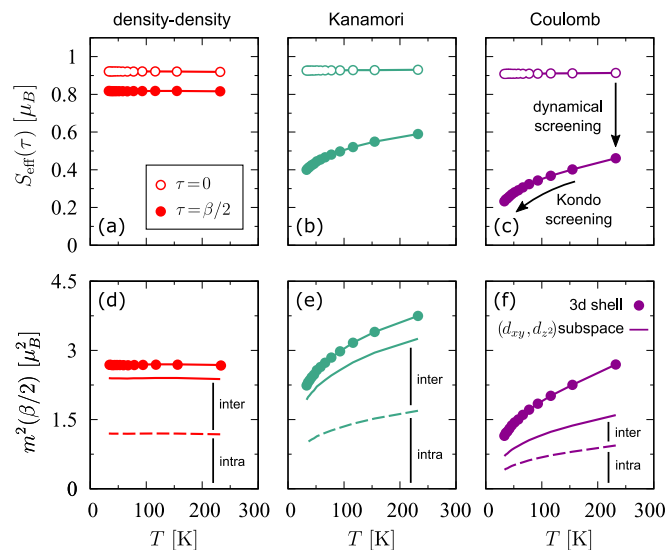 density-density Kanamori Coulomb
S_eff(τ) [μ_B]
1
0.8
0.6
0.4
0.2
0
τ = 0
τ = β/2
(a)
(b)
dynamical
screening
Kondo
screening
(c)
m²(β/2) [μ²_B]
4.5
3
1.5
0
(d)
inter
intra
(e)
inter
intra
(f)
3d shell
(d_xy, d_z²) subspace
inter
intra
0 100 200 300 0 100 200 300 0 100 200 300
T [K] T [K] T [K]